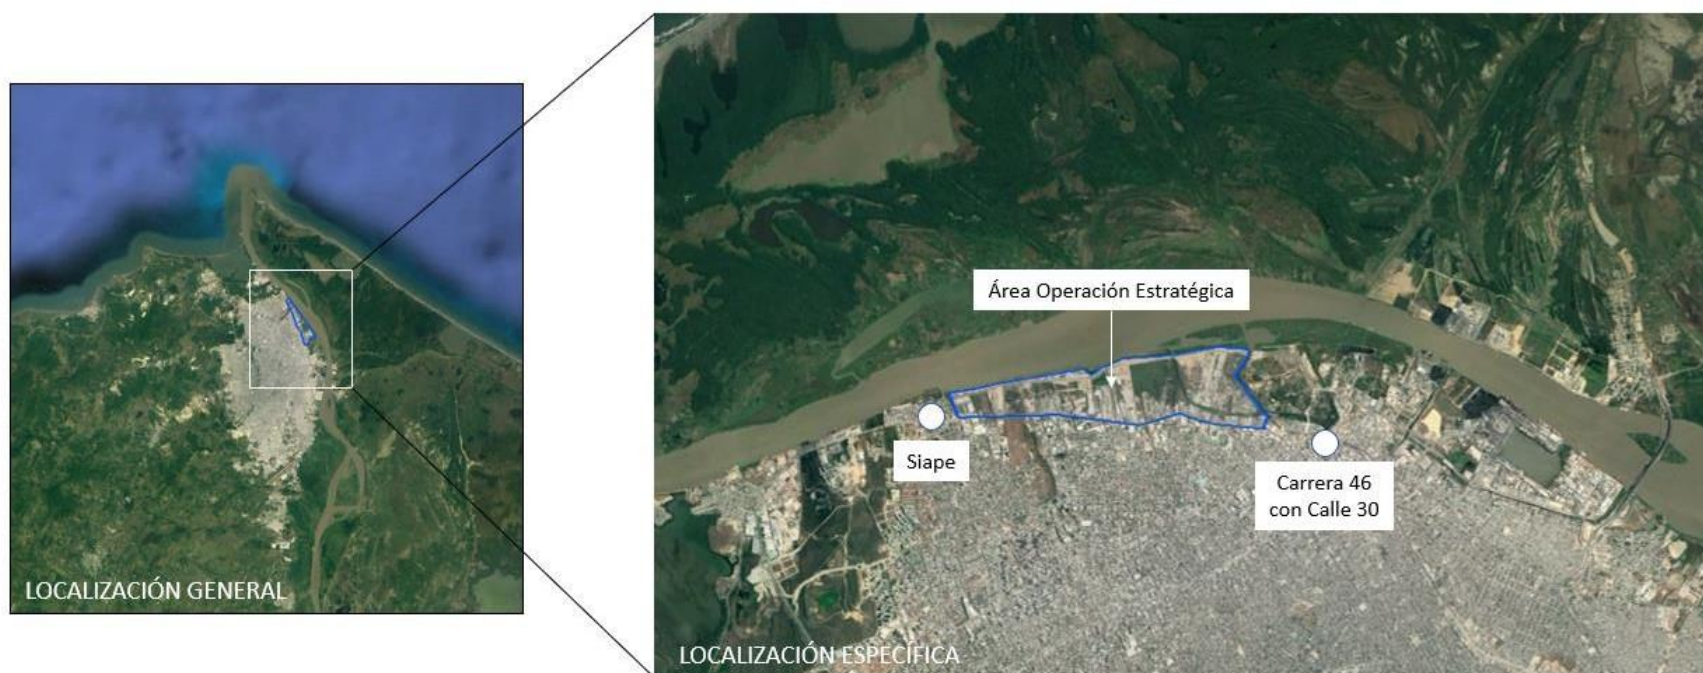 LOCALIZACIÓN GENERAL
Área Operación Estratégica
Siape
Carrera 46
con Calle 30
LOCALIZACIÓN ESPECÍFICA